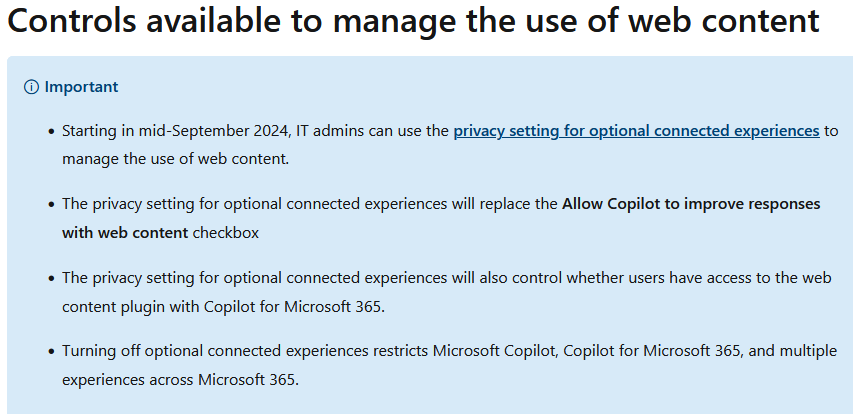 Controls available to manage the use of web content
Important
• Starting in mid-September 2024, IT admins can use the privacy setting for optional connected experiences to
manage the use of web content.
• The privacy setting for optional connected experiences will replace the Allow Copilot to improve responses
with web content checkbox
• The privacy setting for optional connected experiences will also control whether users have access to the web
content plugin with Copilot for Microsoft 365.
• Turning off optional connected experiences restricts Microsoft Copilot, Copilot for Microsoft 365, and multiple
experiences across Microsoft 365.